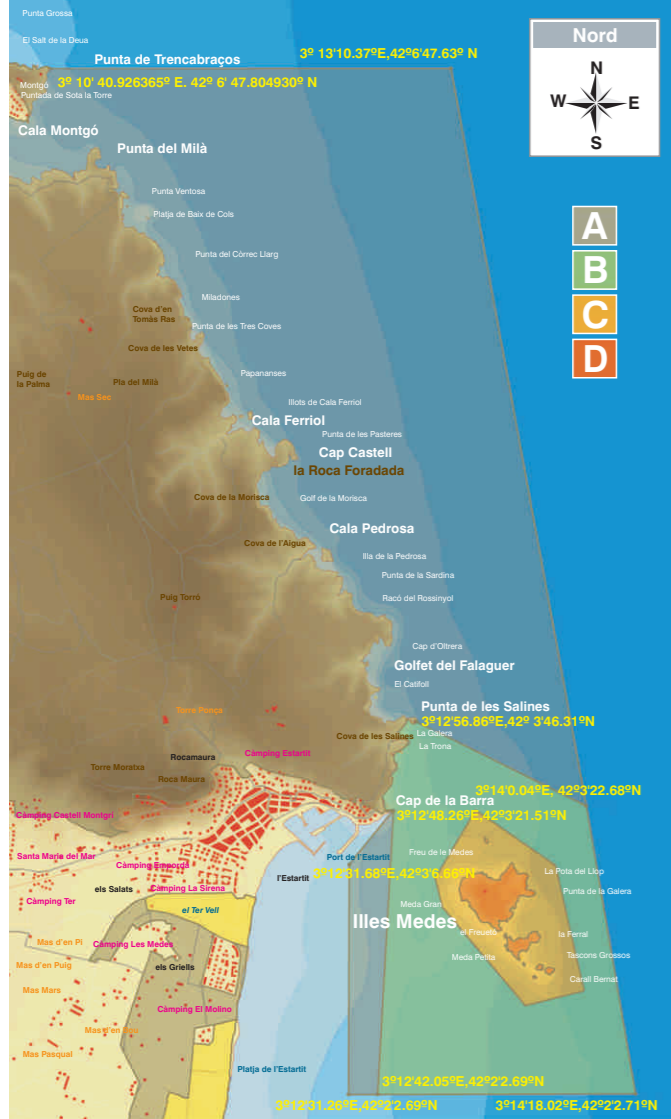 Punta Grossa
El Salt de la Deua
Nord
Punta de Trencabraços
3º 13'10.37ºE,42º6'47.63º N
3º 10' 40.926365º E. 42º 6' 47.804930º N
N
W
E
S
Montgó
Puntada de Sota la Torre
Cala Montgó
Punta del Milà
Punta Ventosa
Platja de Baix de Cols
A
B
C
D
Punta del Còrrec Llarg
Miladones
Cova d'en
Tomàs Ras
Punta de les Tres Coves
Cova de les Vetes
Puig de
la Palma
Pla del Milà
Papananses
Mas Sec
Illots de Cala Ferriol
Cala Ferriol
Punta de les Pasteres
Cap Castell
la Roca Foradada
Cova de la Morisca
Golf de la Morisca
Cala Pedrosa
Cova de l'Aigua
Illa de la Pedrosa
Punta de la Sardina
Puig Torró
Racó del Rossinyol
Cap d'Oltrera
Golfet del Falaguer
El Catifoll
Punta de les Salines
Torre Ponça
3º12'56.86ºE,42º 3'46.31ºN
Cova de les Salines
La Galera
La Trona
Rocamaura
Càmping Estartit
Torre Moratxa
Roca Maura
3º14'0.04ºE, 42º3'22.68ºN
Cap de la Barra
3º12'48.26ºE,42º3'21.51ºN
Càmping Castell Montgrí
Santa Maria del Mar
Càmping Empordà
Port de l'Estartit
Freu de le Medes
3º12'31.68ºE,42º3'6.66ºN
La Pota del Llop
l'Estartit
els Salats
Càmping La Sirena
Punta de la Galera
Càmping Ter
el Ter Vell
Meda Gran
Illes Medes
el Freuetó
la Ferral
Mas d'en Pi
Càmping Les Medes
Meda Petita
Tascons Grossos
Mas d'en Puig
els Griells
Carall Bernat
Mas Mars
Càmping El Molino
Mas Pasqual
Platja de l'Estartit
3º12'42.05ºE,42º2'2.69ºN
3º12'31.26ºE,42º2'2.69ºN
3º14'18.02ºE,42º2'2.71ºN